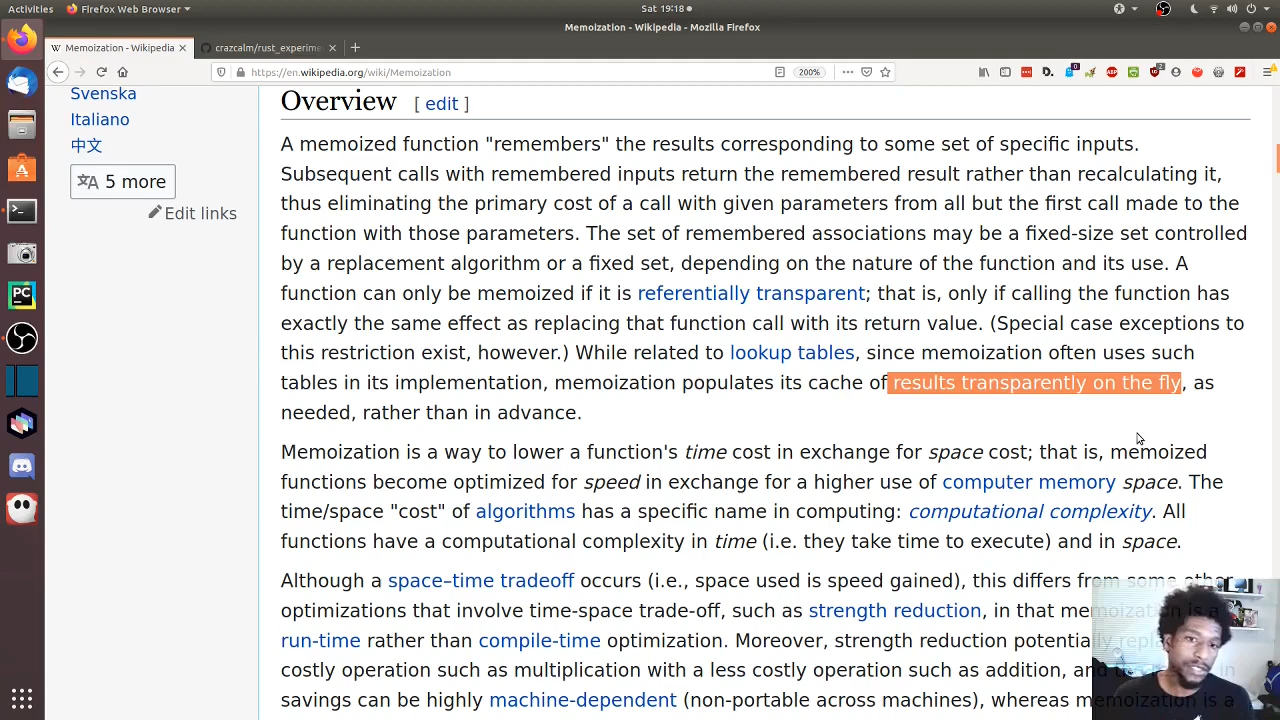 Activities
Firefox Web Browser
Sat 19:18
Memoization - Wikipedia - Mozilla Firefox
W Memoization - Wikipedia
crazcalm/rust_experime
https://en.wikipedia.org/wiki/Memoization
200%
Svenska
Italiano
中文
5 more
Edit links
Overview [ edit ]
A memoized function "remembers" the results corresponding to some set of specific inputs.
Subsequent calls with remembered inputs return the remembered result rather than recalculating it,
thus eliminating the primary cost of a call with given parameters from all but the first call made to the
function with those parameters. The set of remembered associations may be a fixed-size set controlled
by a replacement algorithm or a fixed set, depending on the nature of the function and its use. A
function can only be memoized if it is referentially transparent; that is, only if calling the function has
exactly the same effect as replacing that function call with its return value. (Special case exceptions to
this restriction exist, however.) While related to lookup tables, since memoization often uses such
tables in its implementation, memoization populates its cache of results transparently on the fly, as
needed, rather than in advance.
Memoization is a way to lower a function's time cost in exchange for space cost; that is, memoized
functions become optimized for speed in exchange for a higher use of computer memory space. The
time/space "cost" of algorithms has a specific name in computing: computational complexity. All
functions have a computational complexity in time (i.e. they take time to execute) and in space.
Although a space–time tradeoff occurs (i.e., space used is speed gained), this differs from some other
optimizations that involve time-space trade-off, such as strength reduction, in that memoization is a
run-time rather than compile-time optimization. Moreover, strength reduction potentially
costly operation such as multiplication with a less costly operation such as addition, and
savings can be highly machine-dependent (non-portable across machines), whereas memoization is a